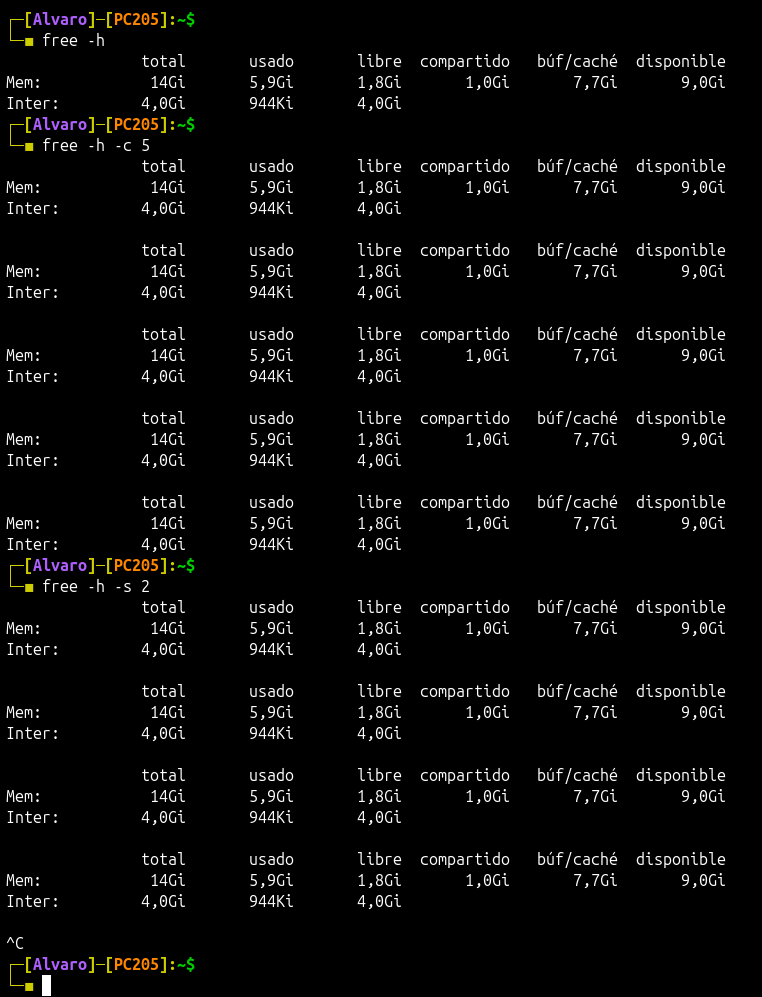 ┌─[Alvaro]─[PC205]:~$
└─■ free -h
               total       usado       libre  compartido   búf/caché  disponible
Mem:            14Gi       5,9Gi       1,8Gi       1,0Gi       7,7Gi       9,0Gi
Inter:         4,0Gi       944Ki       4,0Gi
┌─[Alvaro]─[PC205]:~$
└─■ free -h -c 5
               total       usado       libre  compartido   búf/caché  disponible
Mem:            14Gi       5,9Gi       1,8Gi       1,0Gi       7,7Gi       9,0Gi
Inter:         4,0Gi       944Ki       4,0Gi

               total       usado       libre  compartido   búf/caché  disponible
Mem:            14Gi       5,9Gi       1,8Gi       1,0Gi       7,7Gi       9,0Gi
Inter:         4,0Gi       944Ki       4,0Gi

               total       usado       libre  compartido   búf/caché  disponible
Mem:            14Gi       5,9Gi       1,8Gi       1,0Gi       7,7Gi       9,0Gi
Inter:         4,0Gi       944Ki       4,0Gi

               total       usado       libre  compartido   búf/caché  disponible
Mem:            14Gi       5,9Gi       1,8Gi       1,0Gi       7,7Gi       9,0Gi
Inter:         4,0Gi       944Ki       4,0Gi

               total       usado       libre  compartido   búf/caché  disponible
Mem:            14Gi       5,9Gi       1,8Gi       1,0Gi       7,7Gi       9,0Gi
Inter:         4,0Gi       944Ki       4,0Gi
┌─[Alvaro]─[PC205]:~$
└─■ free -h -s 2
               total       usado       libre  compartido   búf/caché  disponible
Mem:            14Gi       5,9Gi       1,8Gi       1,0Gi       7,7Gi       9,0Gi
Inter:         4,0Gi       944Ki       4,0Gi

               total       usado       libre  compartido   búf/caché  disponible
Mem:            14Gi       5,9Gi       1,8Gi       1,0Gi       7,7Gi       9,0Gi
Inter:         4,0Gi       944Ki       4,0Gi

               total       usado       libre  compartido   búf/caché  disponible
Mem:            14Gi       5,9Gi       1,8Gi       1,0Gi       7,7Gi       9,0Gi
Inter:         4,0Gi       944Ki       4,0Gi

               total       usado       libre  compartido   búf/caché  disponible
Mem:            14Gi       5,9Gi       1,8Gi       1,0Gi       7,7Gi       9,0Gi
Inter:         4,0Gi       944Ki       4,0Gi

^C
┌─[Alvaro]─[PC205]:~$
└─■